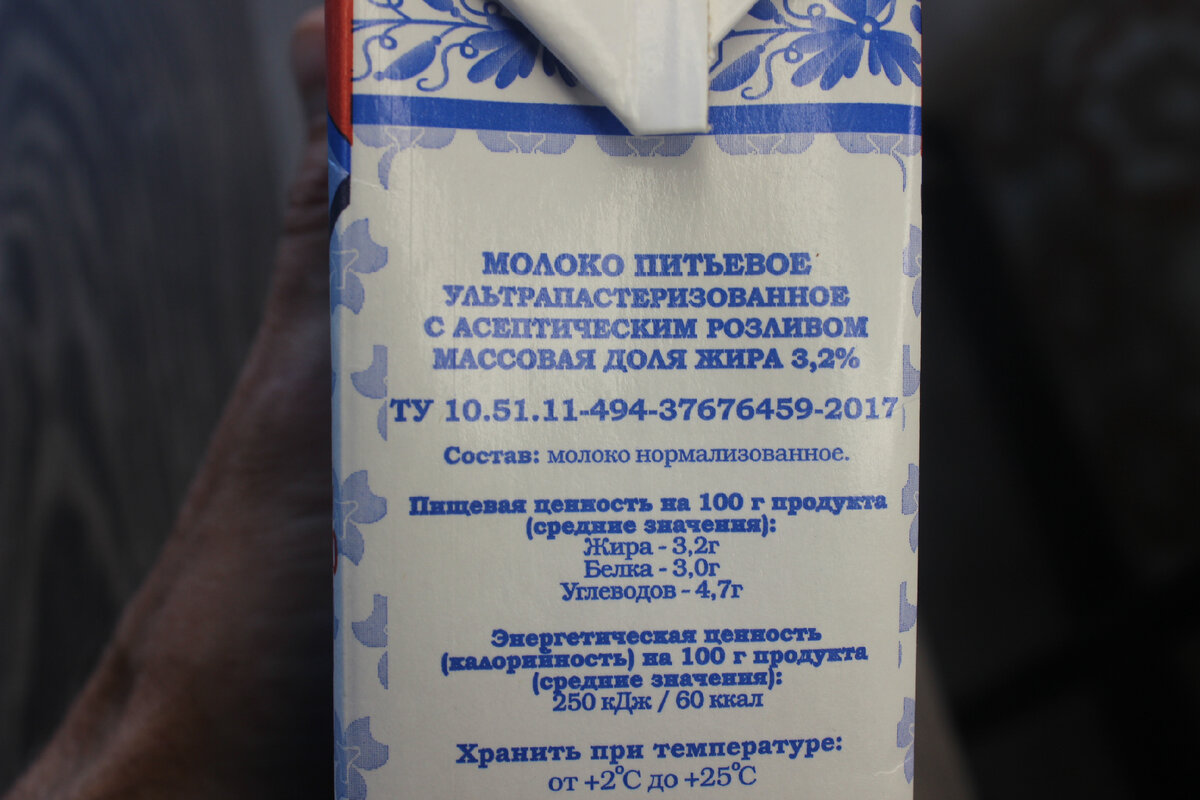 МОЛОКО ПИТЬЕВОЕ
УЛЬТРАПАСТЕРИЗОВАННОЕ
С АСЕПТИЧЕСКИМ РОЗЛИВОМ
МАССОВАЯ ДОЛЯ ЖИРА 3,2%
ТУ 10.51.11-494-37676459-2017
Состав: молоко нормализованное.
Пищевая ценность на 100 г продукта
(средние значения):
Жира - 3,2г
Белка - 3,0г
Углеводов - 4,7г
Энергетическая ценность
(калорийность) на 100 г продукта
(средние значения):
250 кДж / 60 ккал
Хранить при температуре:
от +2°С до +25°С